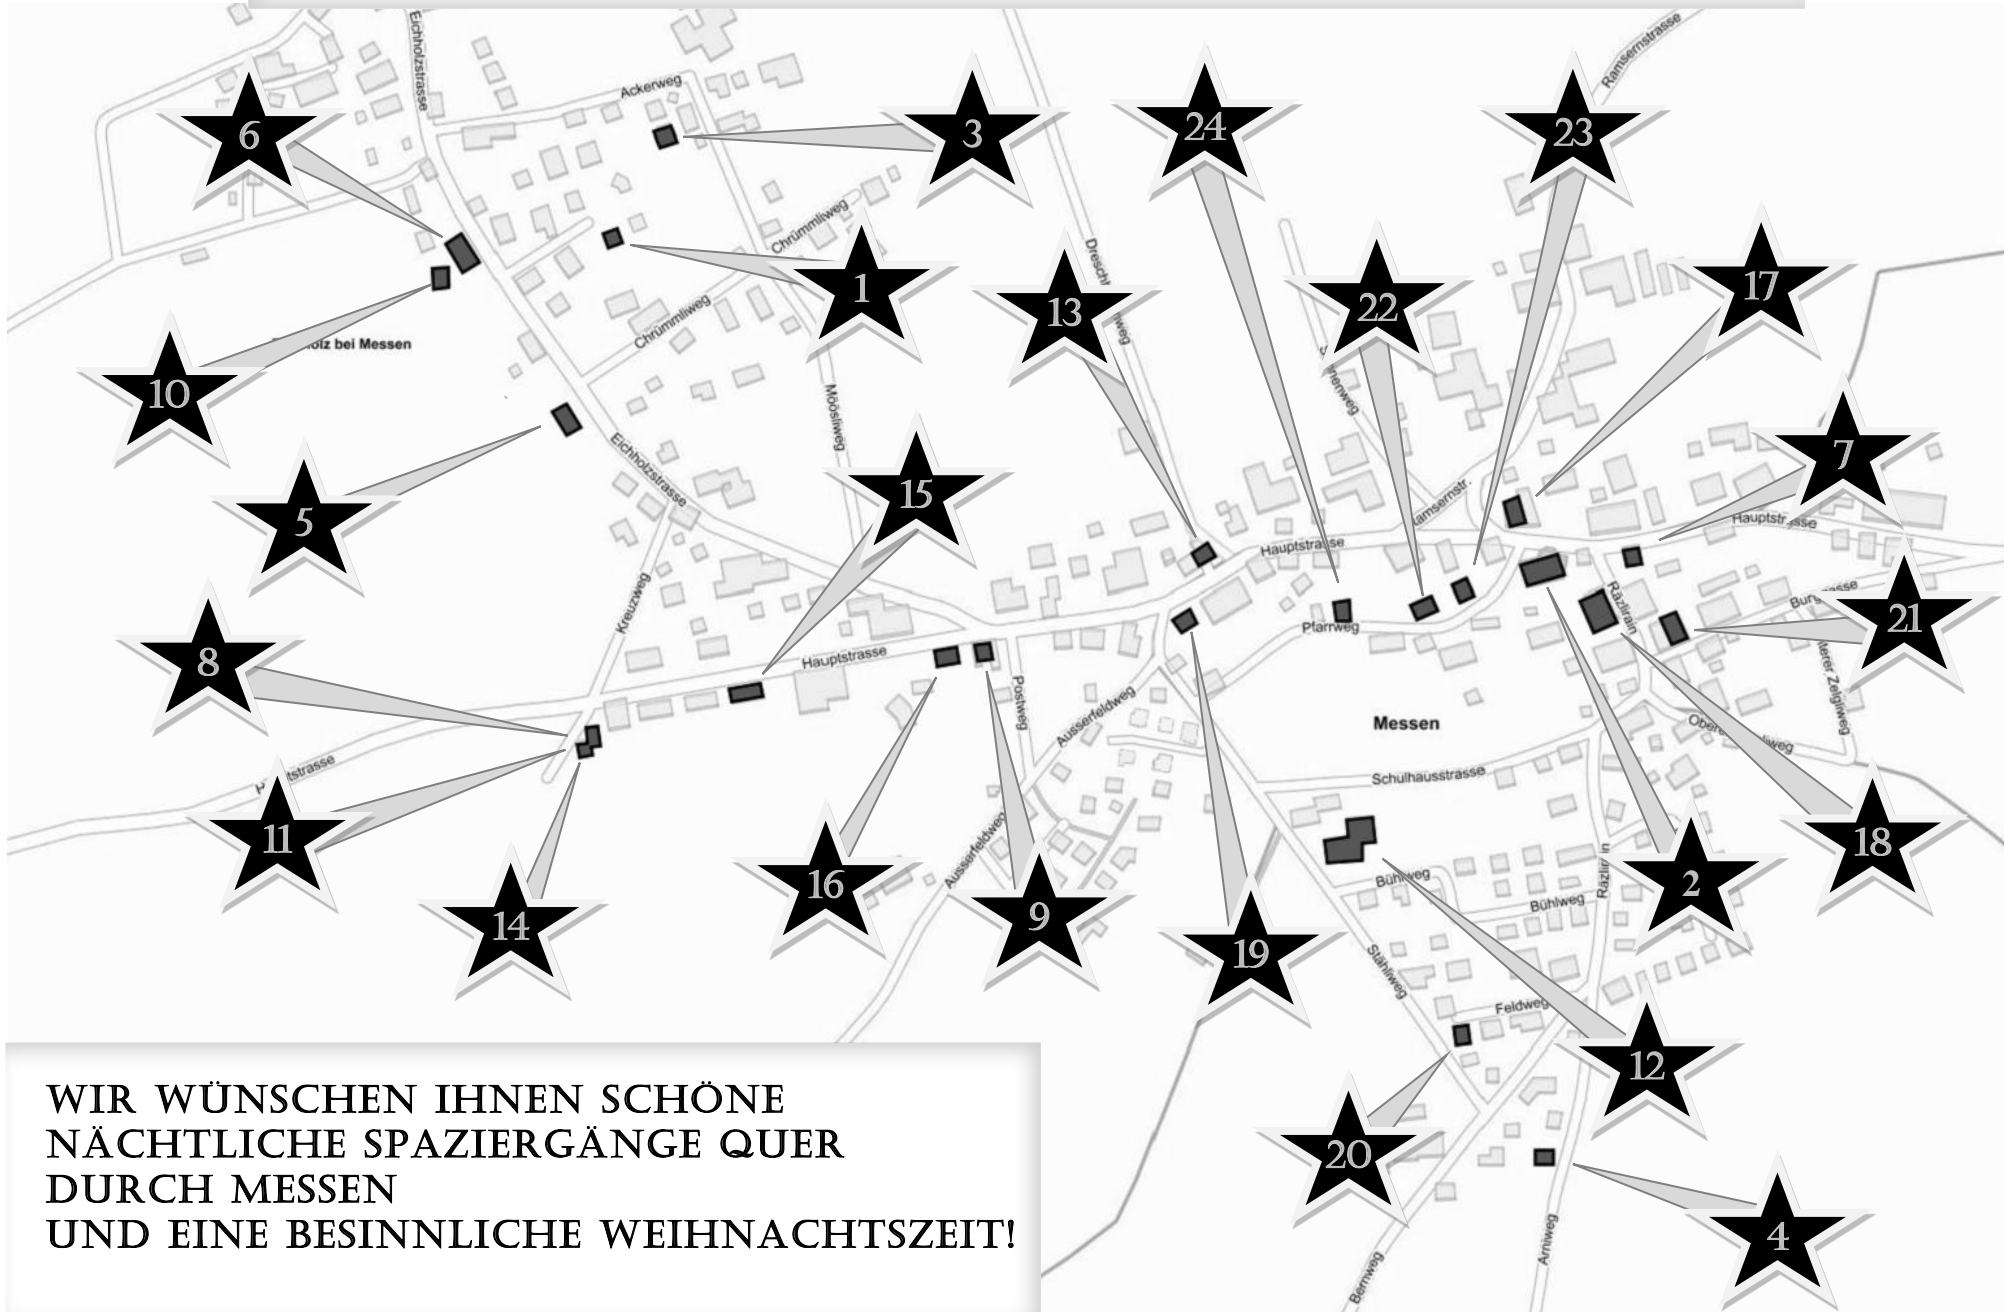 Eichholzstrasse
Ackerweg
Ramsernstrasse
6
3
24
23
Chrümmliweg
1
13
22
17
10
bei Messen
Chrümmliweg
Möösliweg
5
Eichholzstrasse
15
7
Hauptstrasse
Hauptstrasse
8
Kreuzweg
Hauptstrasse
Pfarrweg
Räzlirain
21
Postweg
Ausserfeldweg
Messen
Schulhausstrasse
11
14
16
9
Ausserfeldweg
19
Bühlweg
Bühlweg
Räzlirain
2
18
Stähliweg
Feldweg
12
20
4
Arniweg
Bernweg
WIR WÜNSCHEN IHNEN SCHÖNE
NÄCHTLICHE SPAZIERGÄNGE QUER
DURCH MESSEN
UND EINE BESINNLICHE WEIHNACHTSZEIT!